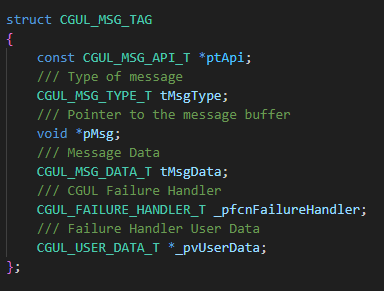 struct CGUL_MSG_TAG
{
    const CGUL_MSG_API_T *ptApi;
    /// Type of message
    CGUL_MSG_TYPE_T tMsgType;
    /// Pointer to the message buffer
    void *pMsg;
    /// Message Data
    CGUL_MSG_DATA_T tMsgData;
    /// CGUL Failure Handler
    CGUL_FAILURE_HANDLER_T _pfcnFailureHandler;
    /// Failure Handler User Data
    CGUL_USER_DATA_T *_pvUserData;
};